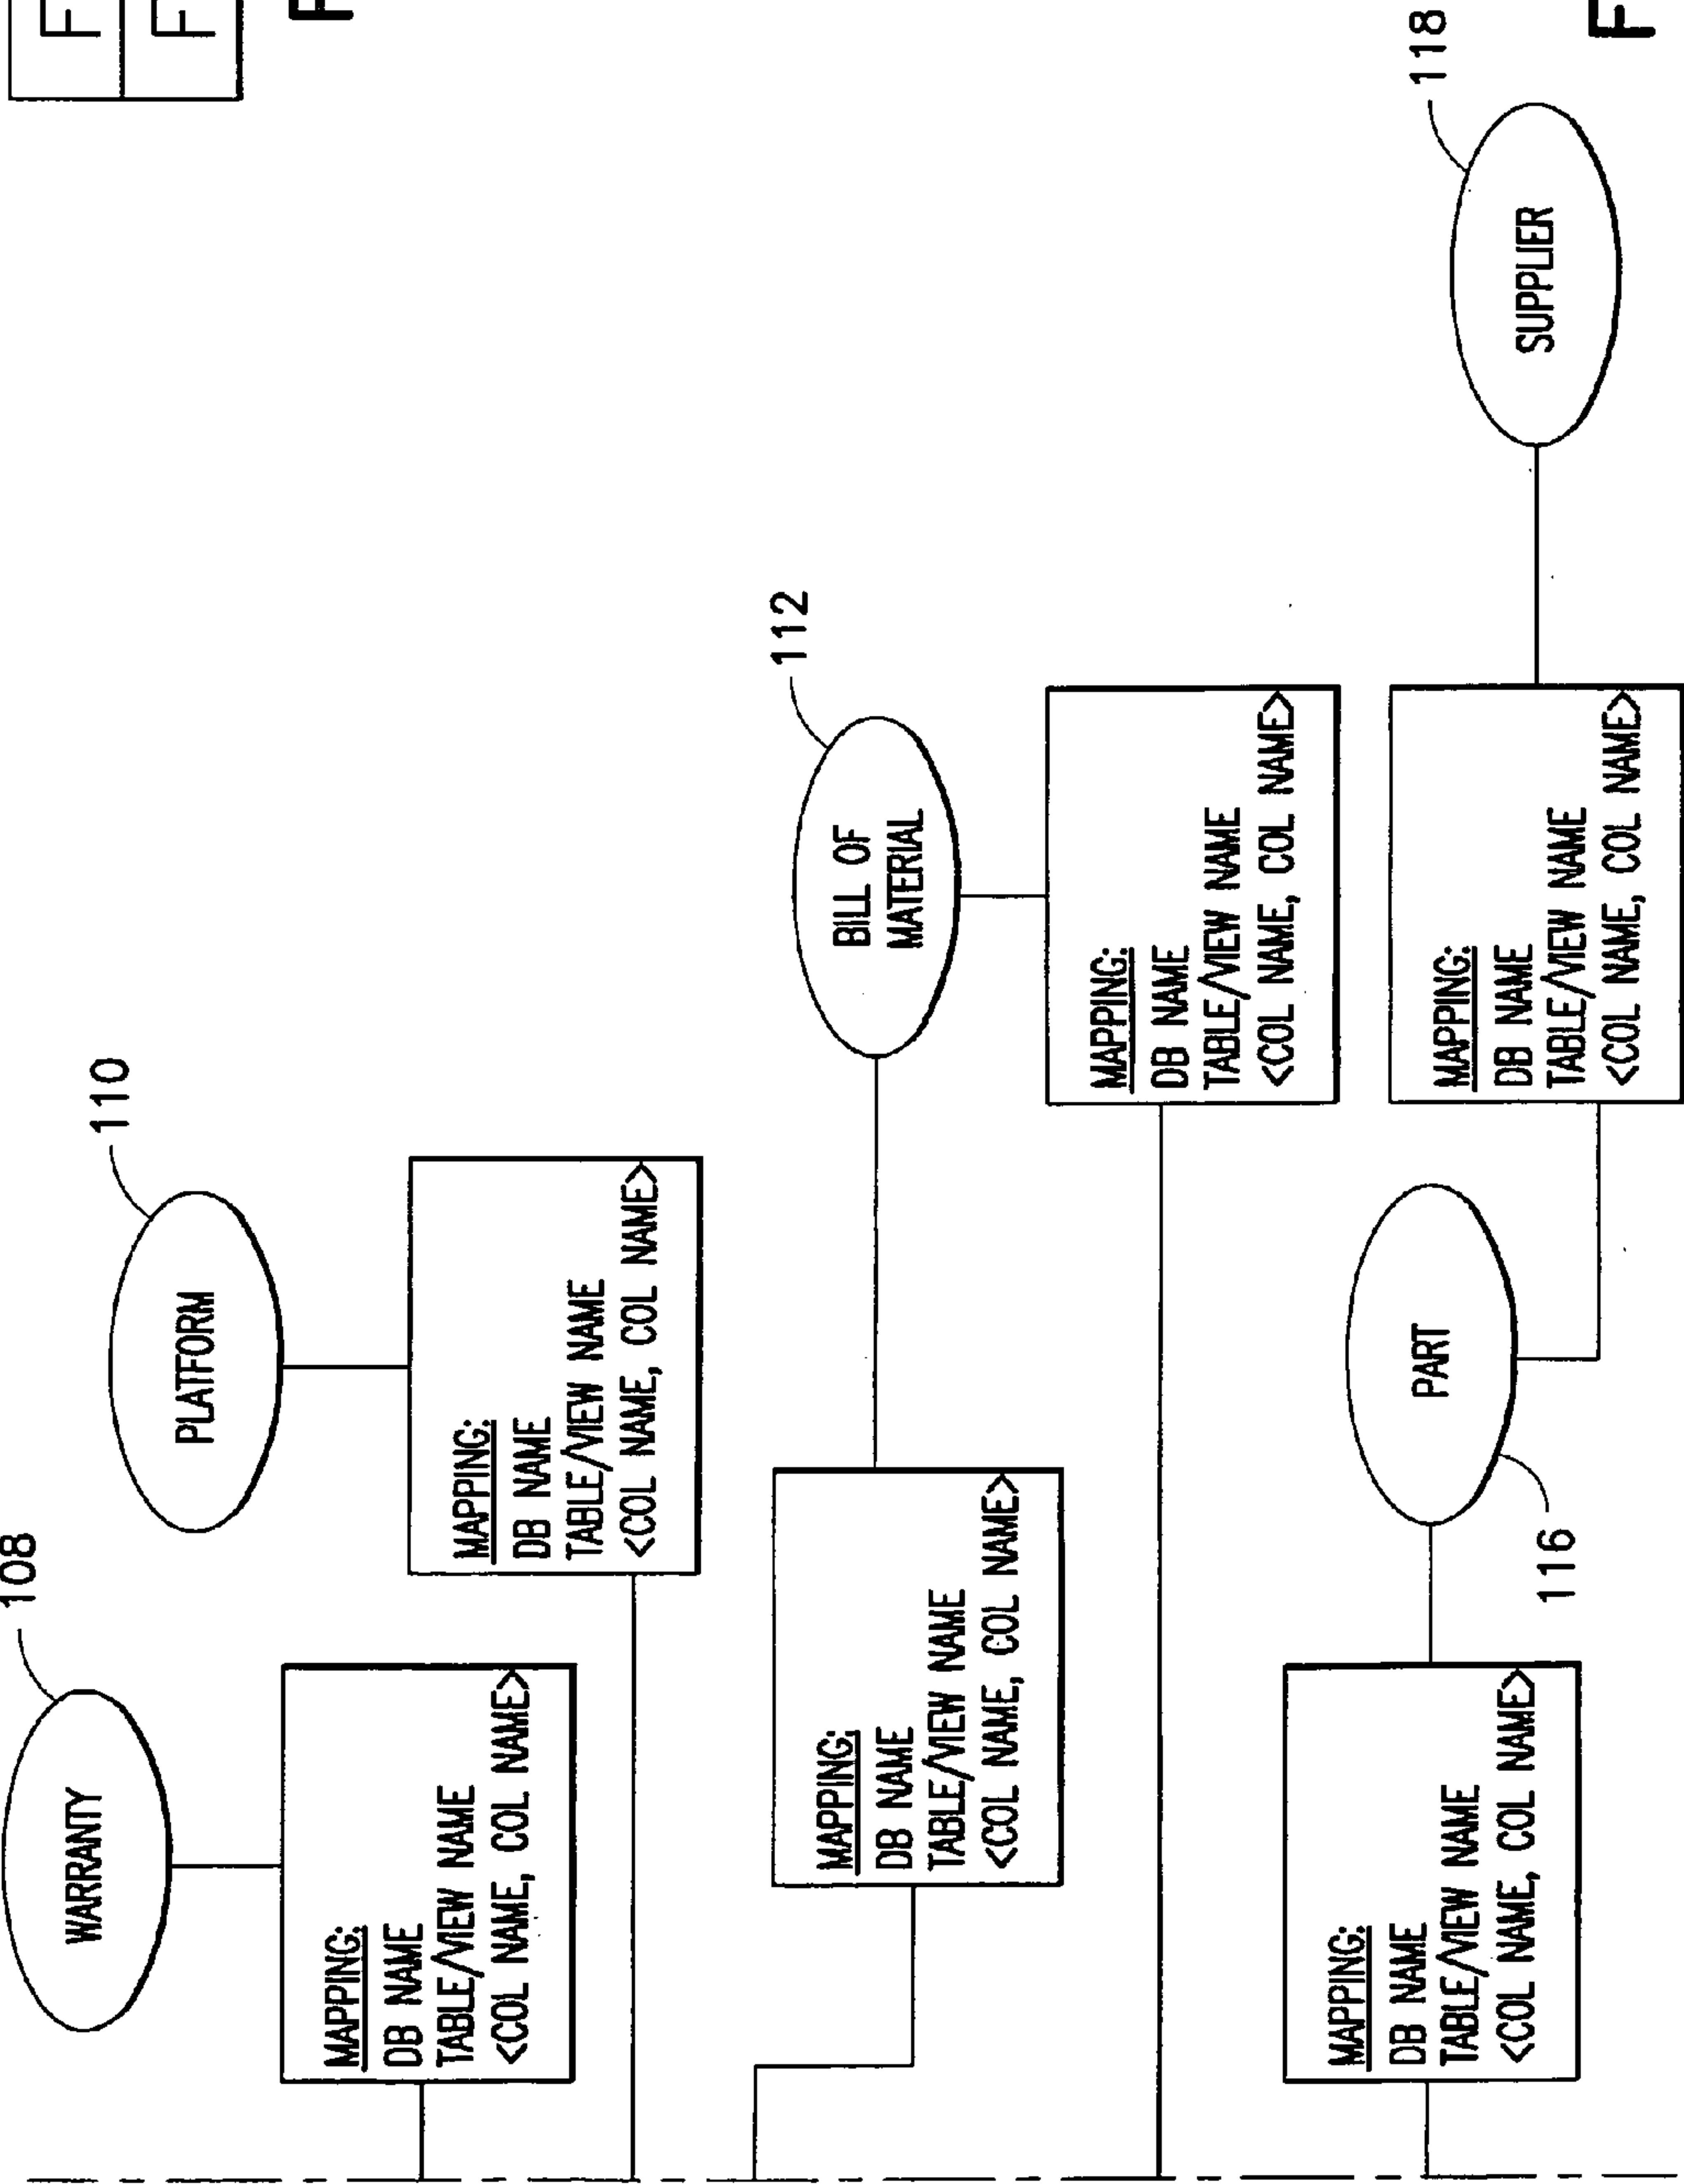 F
F
F
108
WARRANTY
MAPPING:
DB NAME
TABLE/VIEW NAME
<COL NAME, COL NAME>
110
PLATFORM
MAPPING:
DB NAME
TABLE/VIEW NAME
<COL NAME, COL NAME>
112
BILL OF
MATERIAL
MAPPING:
DB NAME
TABLE/VIEW NAME
<COL NAME, COL NAME>
MAPPING:
DB NAME
TABLE/VIEW NAME
<COL NAME, COL NAME>
MAPPING:
DB NAME
TABLE/VIEW NAME
<COL NAME, COL NAME>
PART
116
MAPPING:
DB NAME
TABLE/VIEW NAME
<COL NAME, COL NAME>
118
SUPPLIER
F